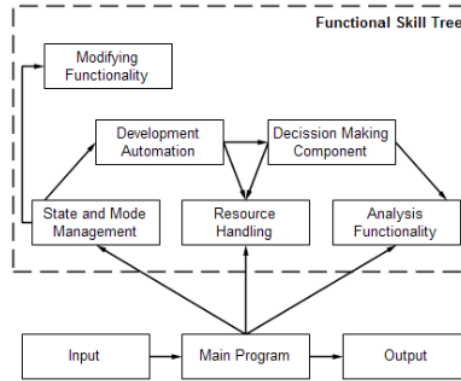 Functional Skill Tree
Modifying
Functionality
Development
Automation
Decission Making
Component
State and Mode
Management
Resource
Handling
Analysis
Functionality
Input
Main Program
Output